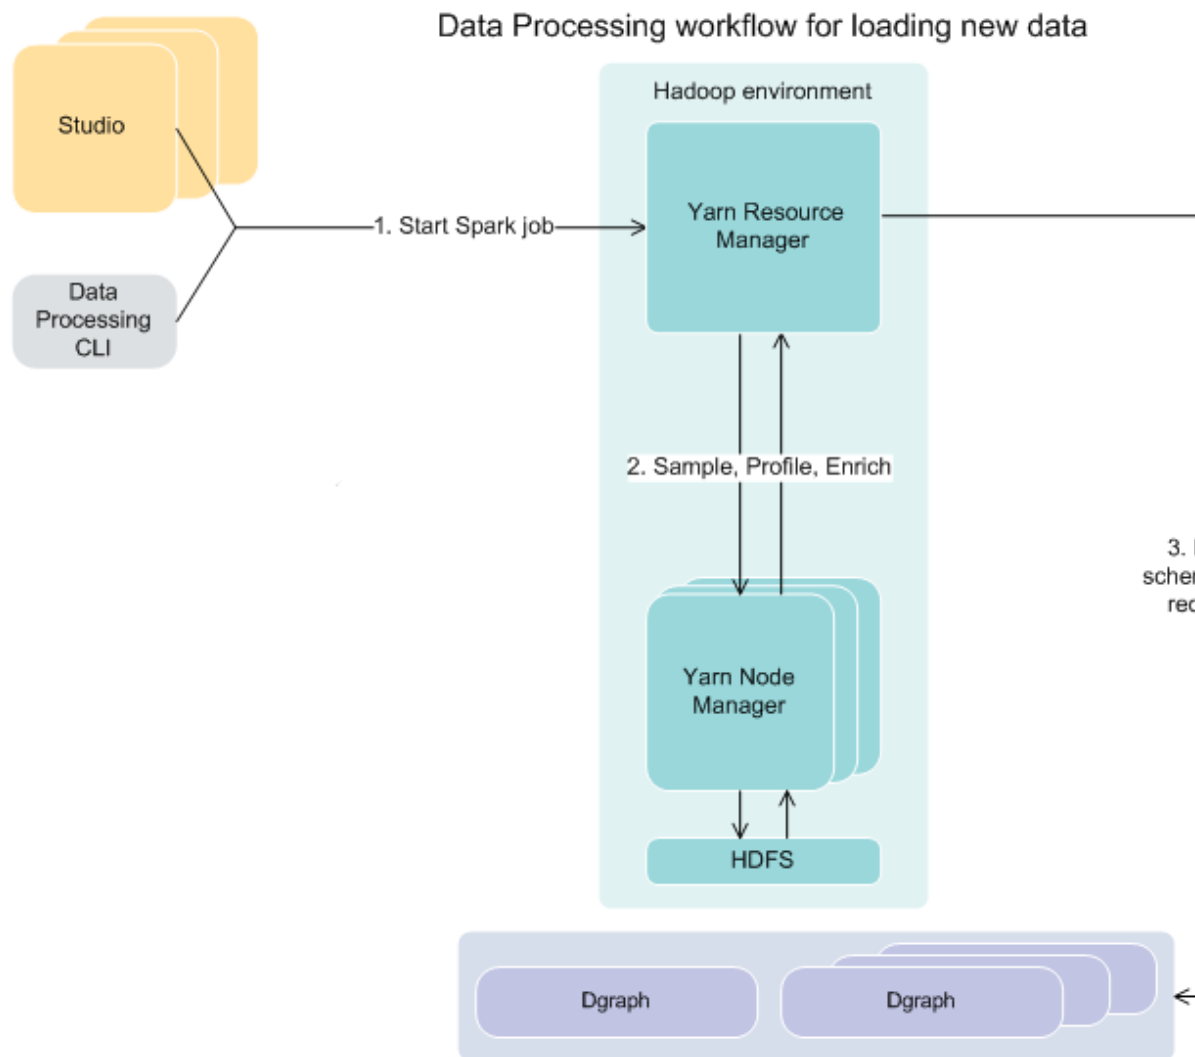 Data Processing workflow for loading new data
Hadoop environment
Studio
Yarn Resource
Manager
1. Start Spark job
Data
Processing
CLI
2. Sample, Profile, Enrich
3.
Yarn Node
Manager
HDFS
Dgraph
Dgraph